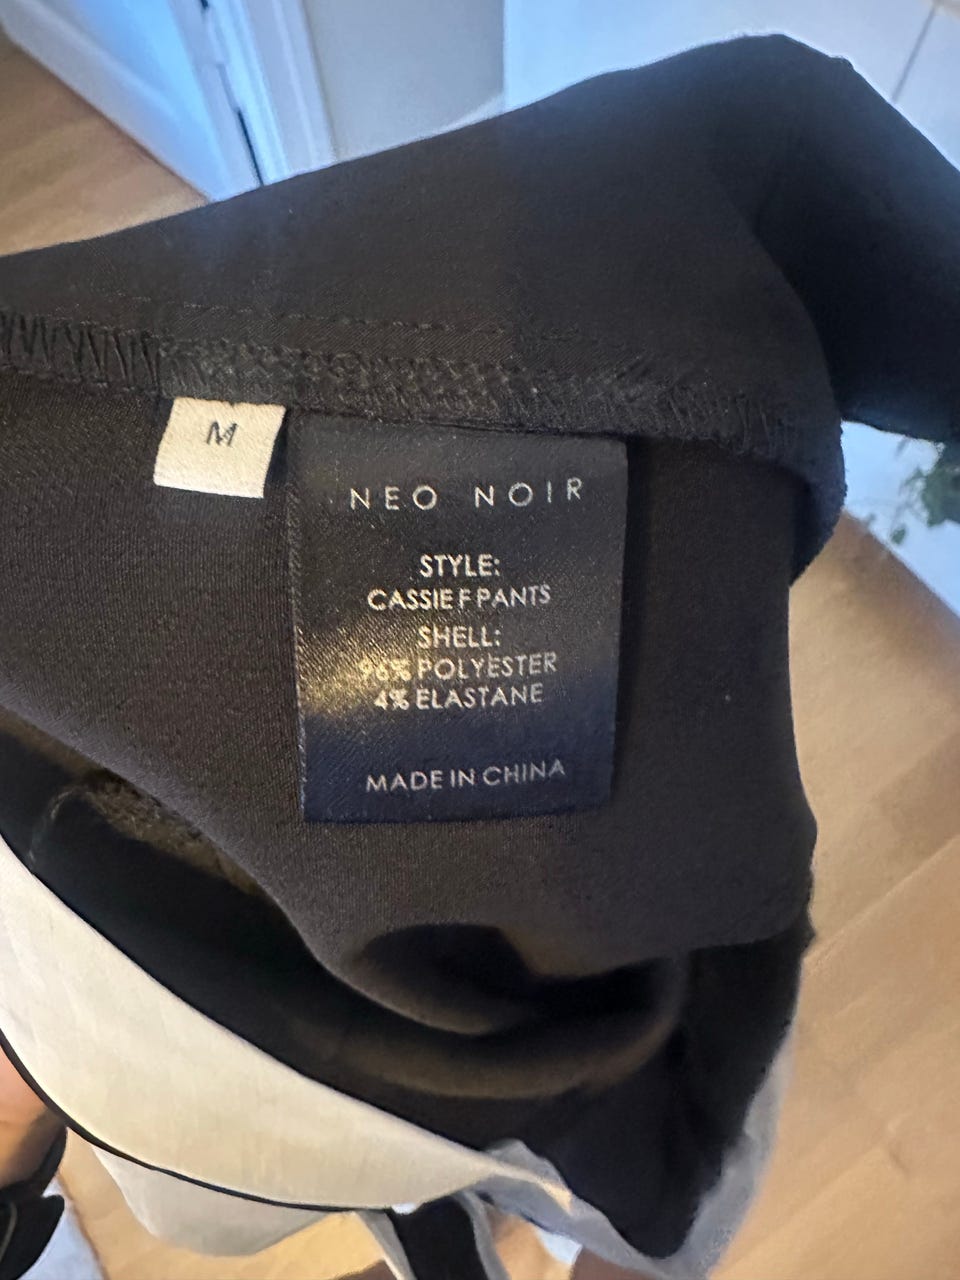 M
NEO NOIR
STYLE:
CASSIE F PANTS
SHELL:
96% POLYESTER
4% ELASTANE
MADE IN CHINA